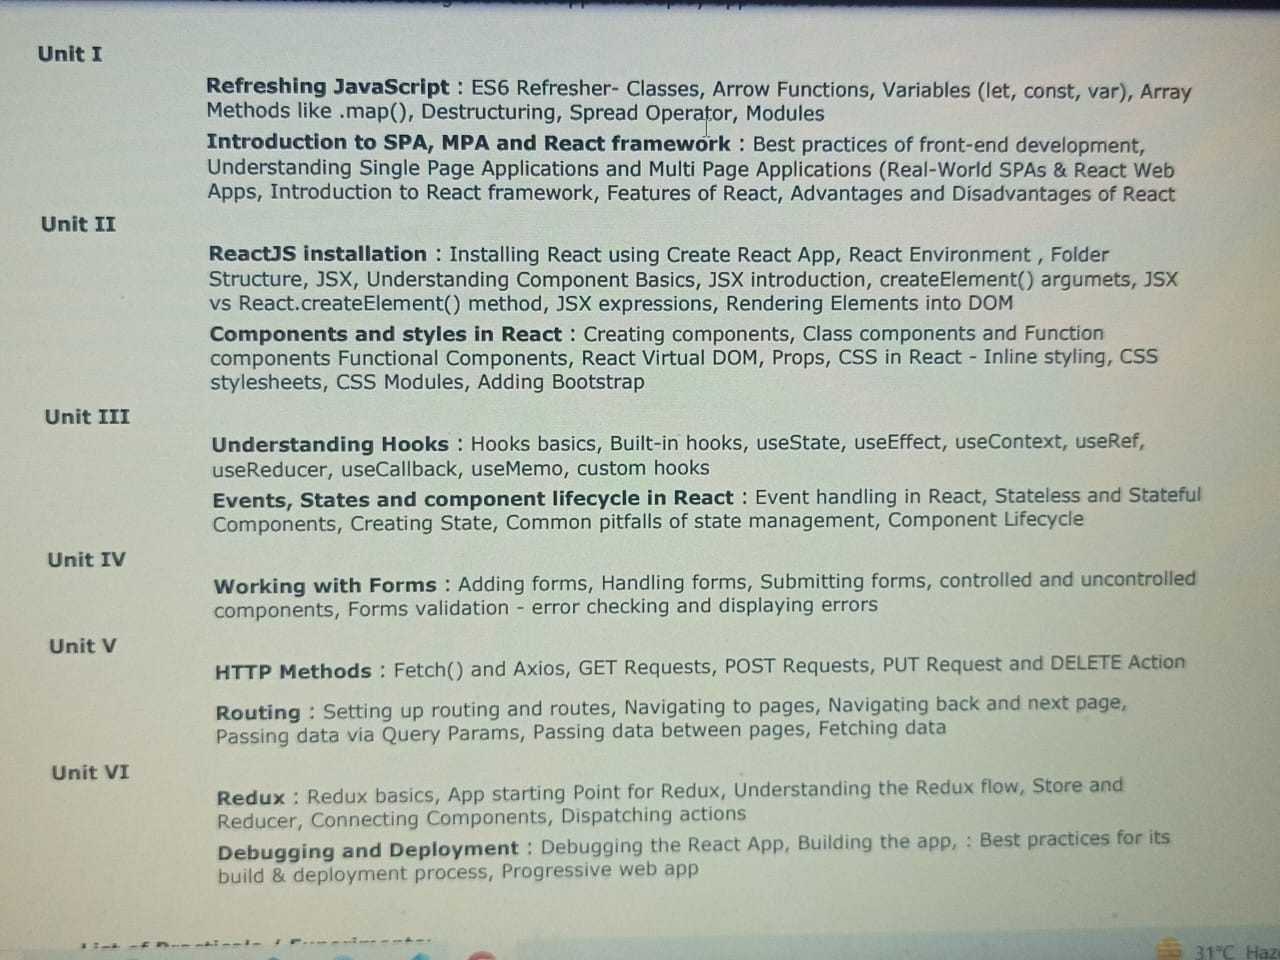 Unit I
Refreshing JavaScript : ES6 Refresher- Classes, Arrow Functions, Variables (let, const, var), Array
Methods like .map(), Destructuring, Spread Operator, Modules
Introduction to SPA, MPA and React framework : Best practices of front-end development,
Understanding Single Page Applications and Multi Page Applications (Real-World SPAs & React Web
Apps, Introduction to React framework, Features of React, Advantages and Disadvantages of React
Unit II
ReactJS installation : Installing React using Create React App, React Environment , Folder
Structure, JSX, Understanding Component Basics, JSX introduction, createElement() argumets, JSX
vs React.createElement() method, JSX expressions, Rendering Elements into DOM
Components and styles in React : Creating components, Class components and Function
components Functional Components, React Virtual DOM, Props, CSS in React - Inline styling, CSS
stylesheets, CSS Modules, Adding Bootstrap
Unit III
Understanding Hooks : Hooks basics, Built-in hooks, useState, useEffect, useContext, useRef,
useReducer, useCallback, useMemo, custom hooks
Events, States and component lifecycle in React : Event handling in React, Stateless and Stateful
Components, Creating State, Common pitfalls of state management, Component Lifecycle
Unit IV
Working with Forms : Adding forms, Handling forms, Submitting forms, controlled and uncontrolled
components, Forms validation - error checking and displaying errors
Unit V
HTTP Methods : Fetch() and Axios, GET Requests, POST Requests, PUT Request and DELETE Action
Routing : Setting up routing and routes, Navigating to pages, Navigating back and next page,
Passing data via Query Params, Passing data between pages, Fetching data
Unit VI
Redux : Redux basics, App starting Point for Redux, Understanding the Redux flow, Store and
Reducer, Connecting Components, Dispatching actions
Debugging and Deployment : Debugging the React App, Building the app, : Best practices for its
build & deployment process, Progressive web app
31°C